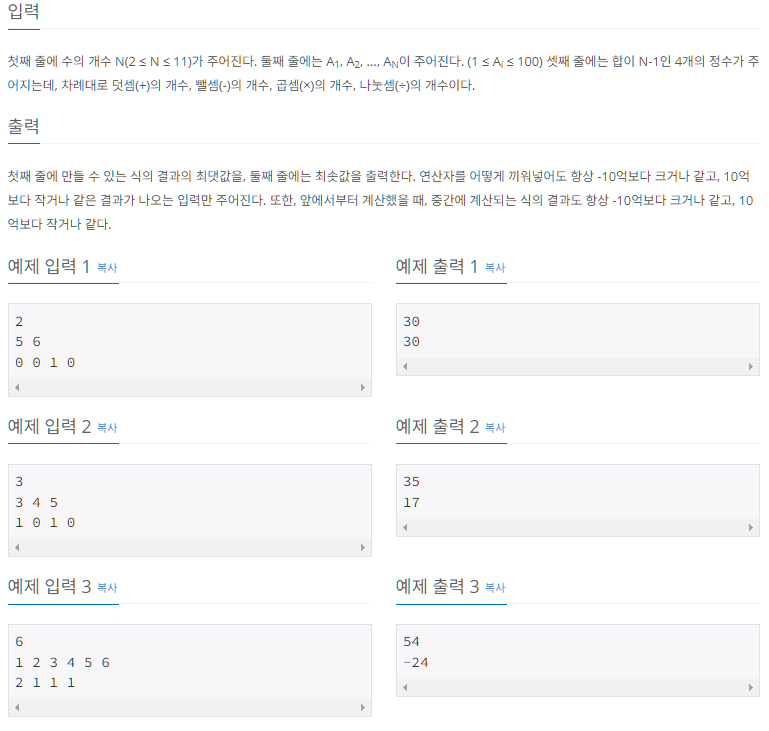 입력
첫째 줄에 수의 개수 N(2 ≤ N ≤ 11)가 주어진다. 둘째 줄에는 A₁, A₂, ..., A_N이 주어진다. (1 ≤ Aᵢ ≤ 100) 셋째 줄에는 합이 N-1인 4개의 정수가 주
어지는데, 차례대로 덧셈(+)의 개수, 뺄셈(-)의 개수, 곱셈(×)의 개수, 나눗셈(÷)의 개수이다.
출력
첫째 줄에 만들 수 있는 식의 결과의 최댓값을, 둘째 줄에는 최솟값을 출력한다. 연산자를 어떻게 끼워넣어도 항상 -10억보다 크거나 같고, 10억
보다 작거나 같은 결과가 나오는 입력만 주어진다. 또한, 앞에서부터 계산했을 때, 중간에 계산되는 식의 결과도 항상 -10억보다 크거나 같고, 10
억보다 작거나 같다.
예제 입력 1 복사
2
5 6
0 0 1 0
예제 출력 1 복사
30
30
예제 입력 2 복사
3
3 4 5
1 0 1 0
예제 출력 2 복사
35
17
예제 입력 3 복사
6
1 2 3 4 5 6
2 1 1 1
예제 출력 3 복사
54
-24